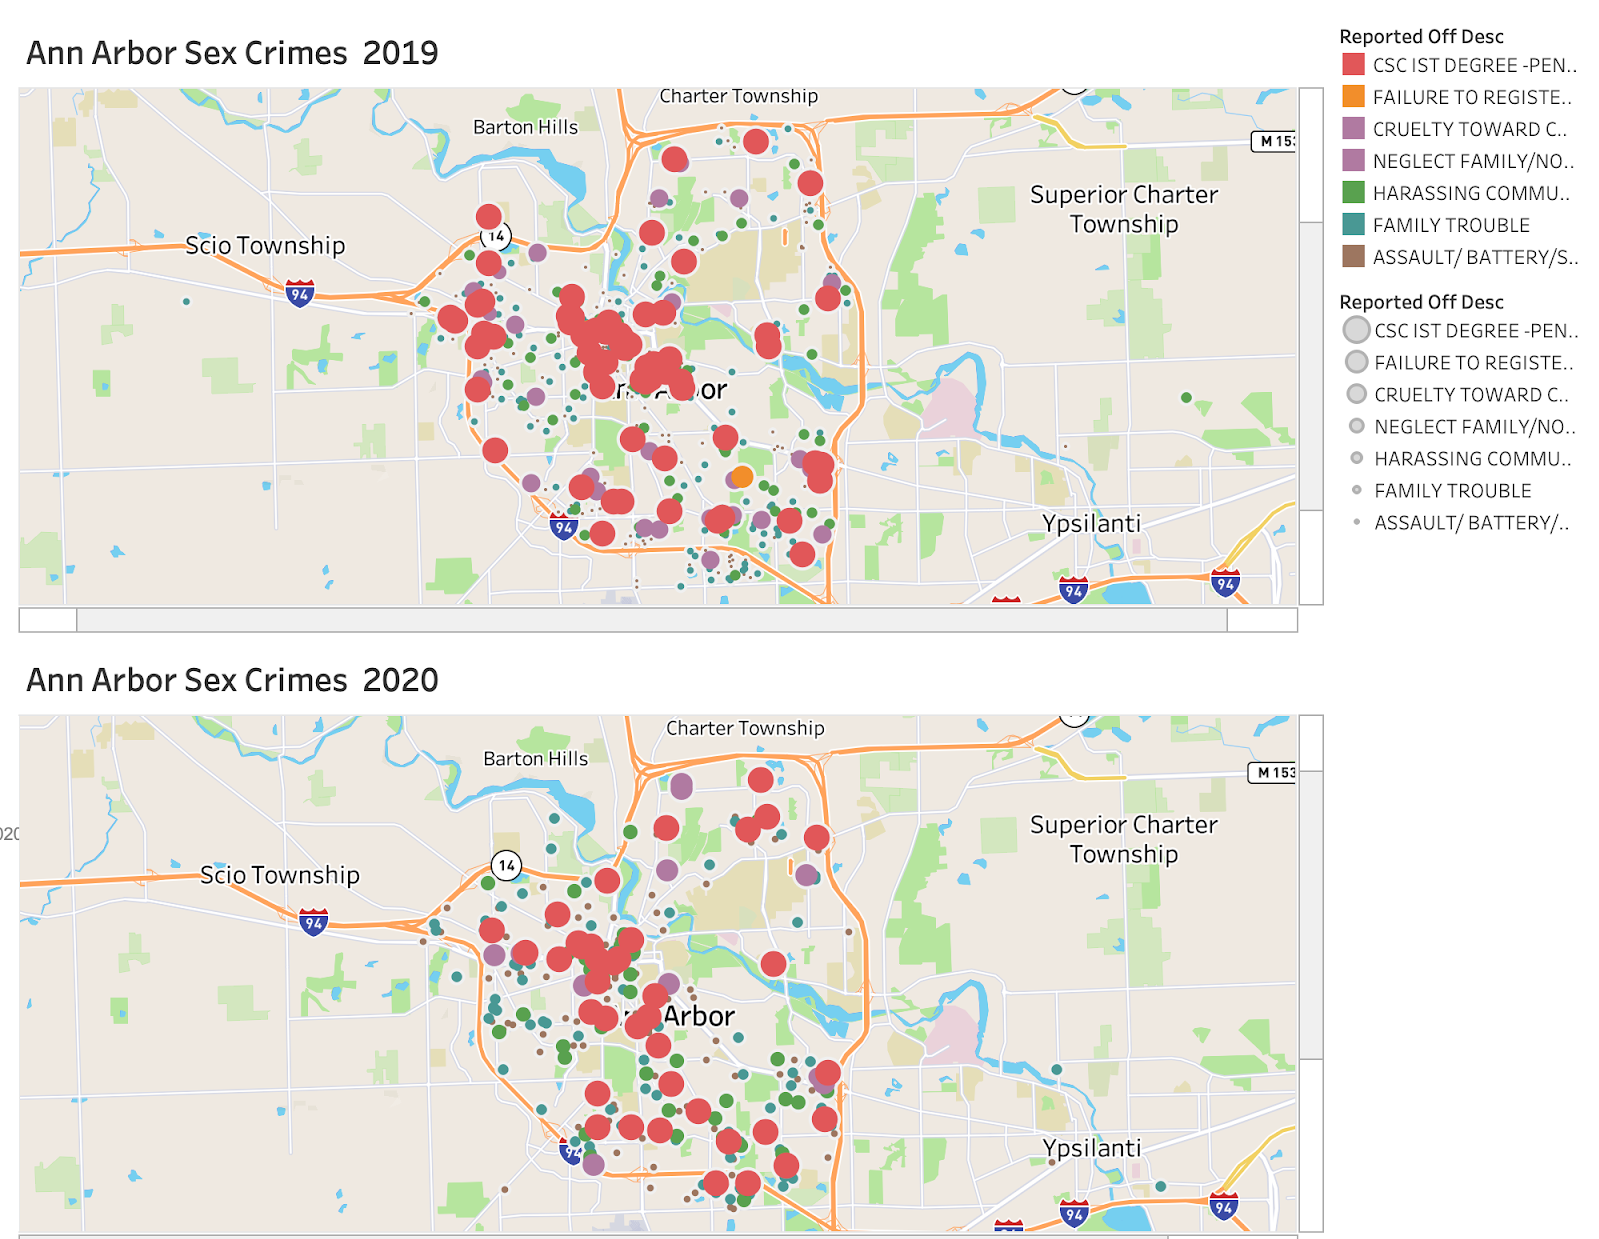 Ann Arbor Sex Crimes 2019
Charter Township
Barton Hills
M 153
Superior Charter
Township
14
Scio Township
94
Arbor
94
Ypsilanti
94
94
Reported Off Desc
CSC IST DEGREE -PEN..
FAILURE TO REGISTE..
CRUELTY TOWARD C..
NEGLECT FAMILY/NO..
HARASSING COMMU..
FAMILY TROUBLE
ASSAULT/ BATTERY/S..
Reported Off Desc
CSC IST DEGREE -PEN..
FAILURE TO REGISTE..
CRUELTY TOWARD C..
NEGLECT FAMILY/NO..
HARASSING COMMU..
FAMILY TROUBLE
ASSAULT/ BATTERY/..
Ann Arbor Sex Crimes 2020
Charter Township
Barton Hills
M 153
Superior Charter
Township
020
14
Scio Township
94
Arbor
94
Ypsilanti
94
94